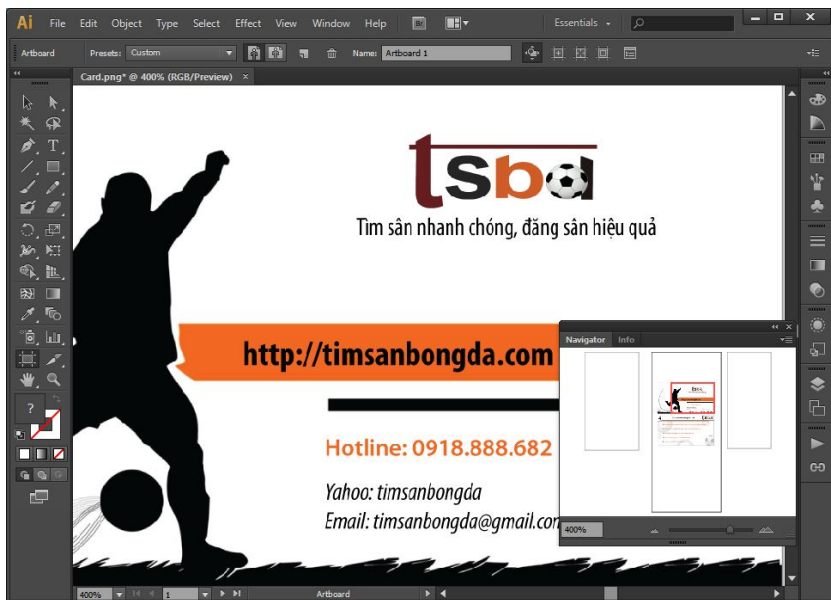 Ai File Edit Object Type Select Effect View Window Help Br Essentials
Artboard Presets: Custom Name: Artboard 1
Card.png* @ 400% (RGB/Preview) ×
tsbd
Tìm sân nhanh chóng, đăng sân hiệu quả
http://timsanbongda.com
Navigator Info
Hotline: 0918.888.682
Yahoo: timsanbongda
Email: timsanbongda@gmail.com
400%
400% 1 Artboard